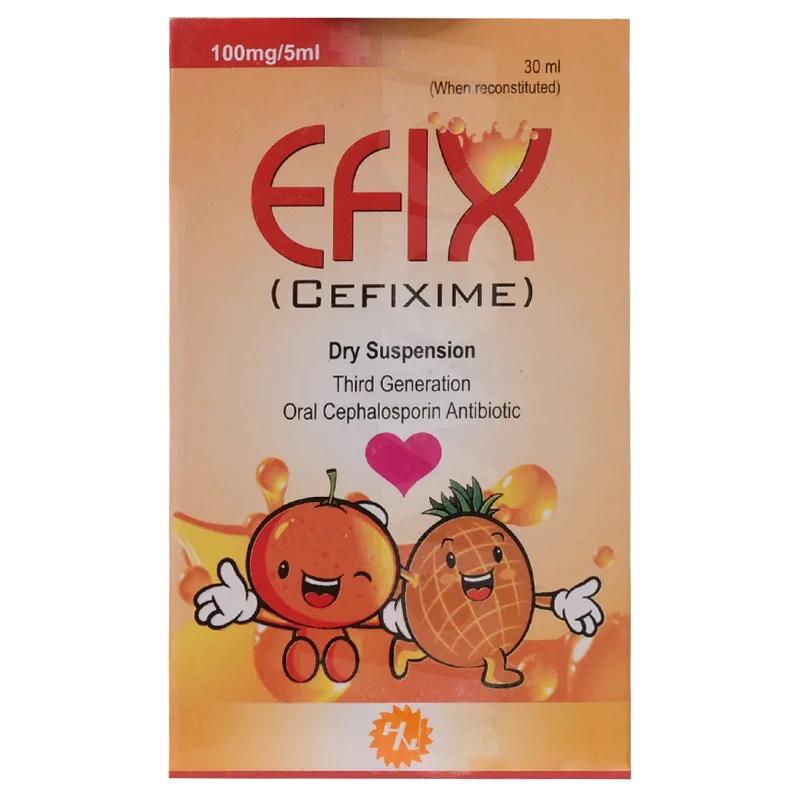 100mg/5ml
30 ml
(When reconstituted)
EFIX
(CEFIXIME)
Dry Suspension
Third Generation
Oral Cephalosporin Antibiotic